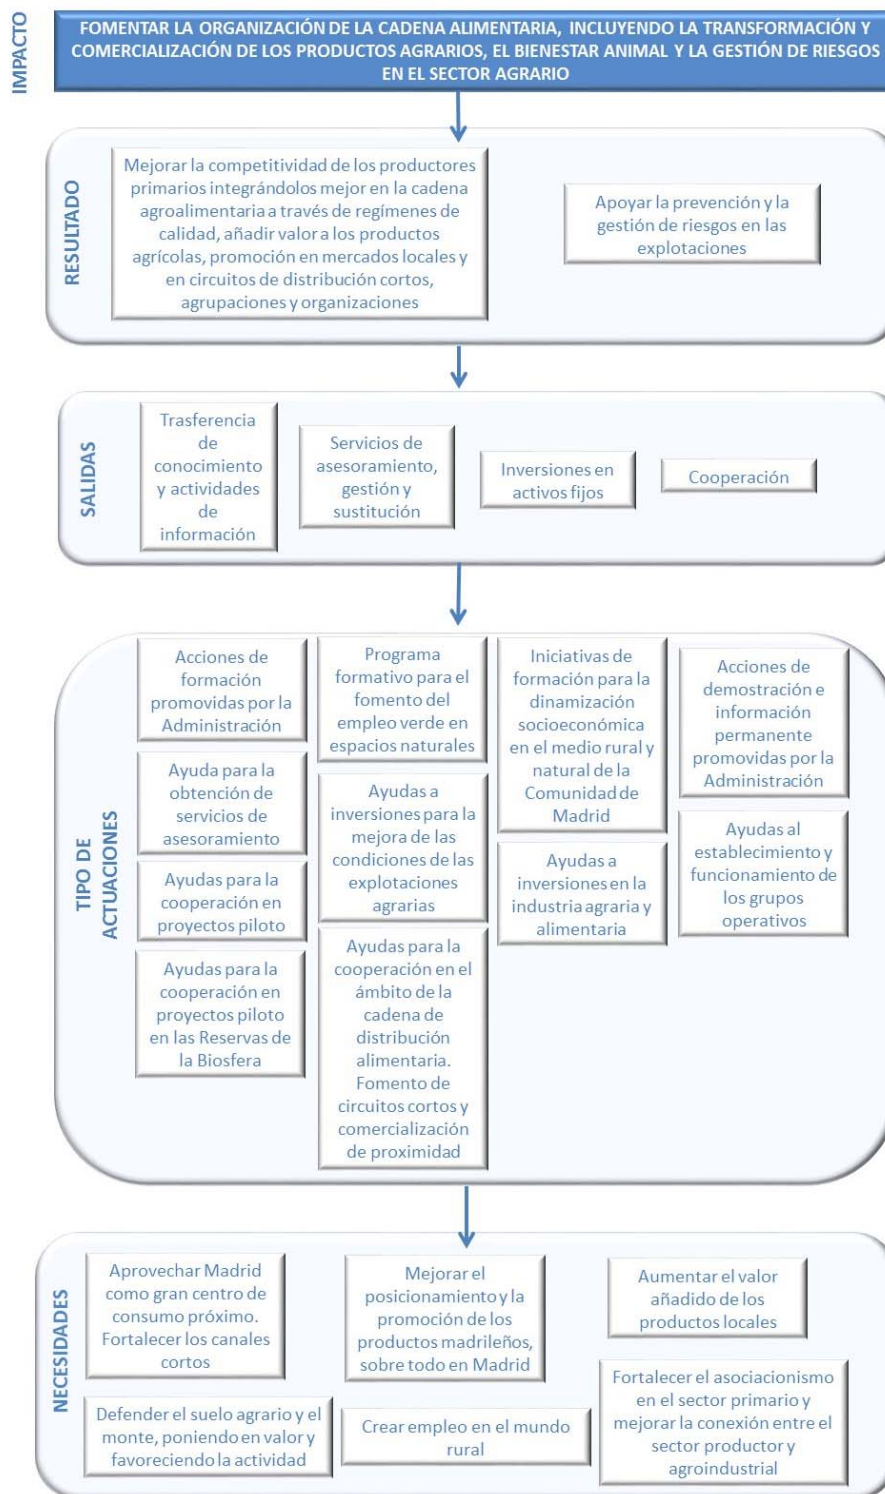 IMPACTO
FOMENTAR LA ORGANIZACIÓN DE LA CADENA ALIMENTARIA, INCLUYENDO LA TRANSFORMACIÓN Y
COMERCIALIZACIÓN DE LOS PRODUCTOS AGRARIOS, EL BIENESTAR ANIMAL Y LA GESTIÓN DE RIESGOS
EN EL SECTOR AGRARIO
RESULTADO
Mejorar la competitividad de los productores
primarios integrándolos mejor en la cadena
agroalimentaria a través de regímenes de
calidad, añadir valor a los productos
agrícolas, promoción en mercados locales y
en circuitos de distribución cortos,
agrupaciones y organizaciones
Apoyar la prevención y la
gestión de riesgos en las
explotaciones
SALIDAS
Trasferencia
de
conocimiento
y actividades
de
información
Servicios de
asesoramiento,
gestión y
sustitución
Inversiones en
activos fijos
Cooperación
TIPO DE
ACTUACIONES
Acciones de
formación
promovidas por la
Administración
Programa
formativo para el
fomento del
empleo verde en
espacios naturales
Iniciativas de
formación para la
dinamización
socioeconómica
en el medio rural y
natural de la
Comunidad de
Madrid
Acciones de
demostración e
información
permanente
promovidas por la
Administración
Ayuda para la
obtención de
servicios de
asesoramiento
Ayudas a
inversiones para la
mejora de las
condiciones de las
explotaciones
agrarias
Ayudas a
inversiones en la
industria agraria y
alimentaria
Ayudas al
establecimiento y
funcionamiento de
los grupos
operativos
Ayudas para la
cooperación en
proyectos piloto
Ayudas para la
cooperación en
proyectos piloto
en las Reservas de
la Biosfera
Ayudas para la
cooperación en el
ámbito de la
cadena de
distribución
alimentaria.
Fomento de
circuitos cortos y
comercialización
de proximidad
NECESIDADES
Aprovechar Madrid
como gran centro de
consumo próximo.
Fortalecer los canales
cortos
Mejorar el
posicionamiento y la
promoción de los
productos madrileños,
sobre todo en Madrid
Aumentar el valor
añadido de los
productos locales
Defender el suelo agrario y el
monte, poniendo en valor y
favoreciendo la actividad
Crear empleo en el mundo
rural
Fortalecer el asociacionismo
en el sector primario y
mejorar la conexión entre el
sector productor y
agroindustrial